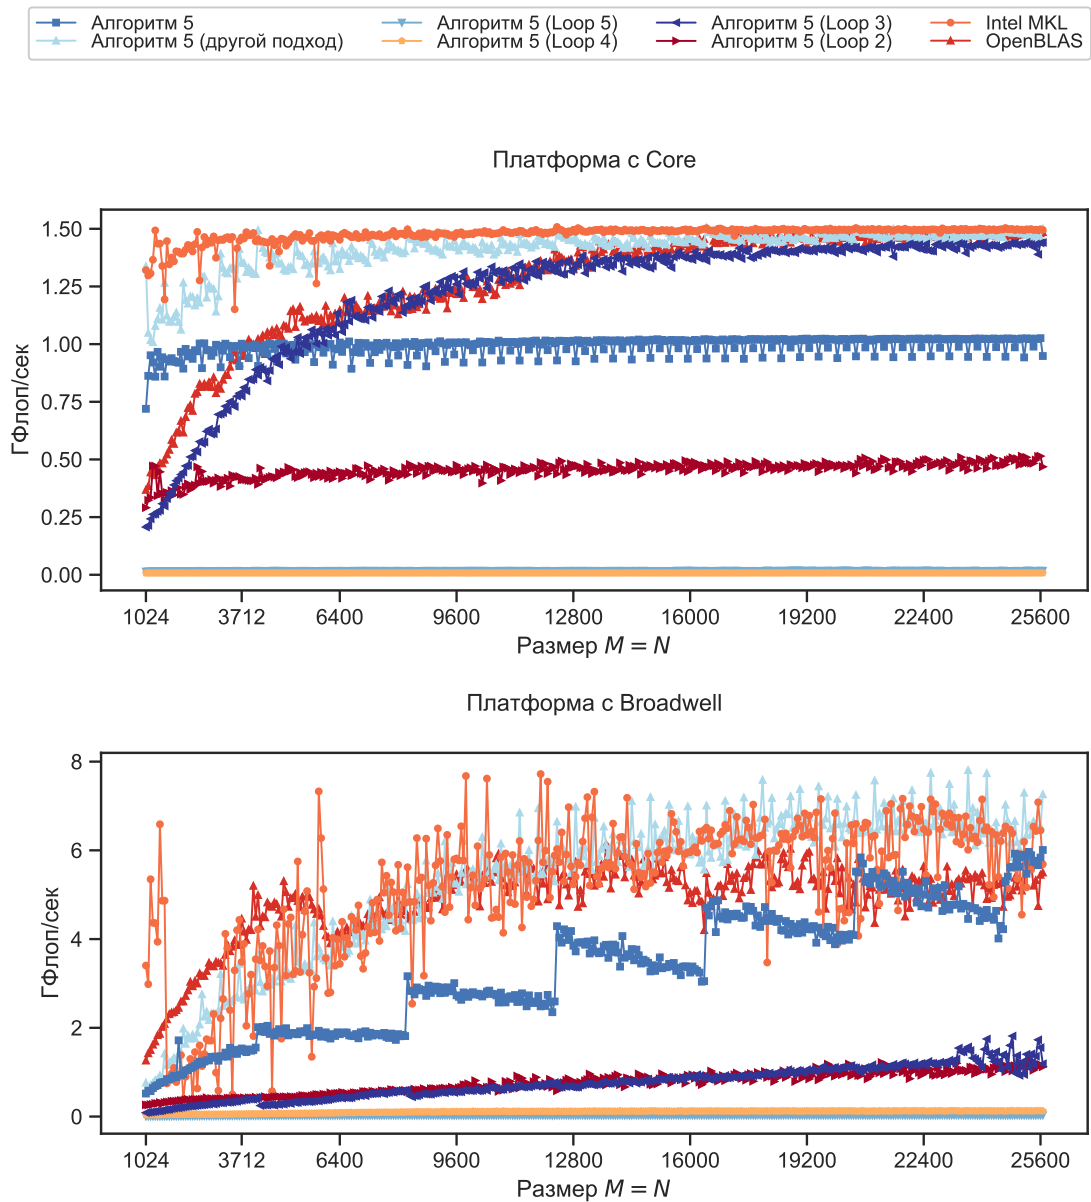 Алгоритм 5 Алгоритм 5 (Loop 5) Алгоритм 5 (Loop 3) Intel MKL
Алгоритм 5 (другой подход) Алгоритм 5 (Loop 4) Алгоритм 5 (Loop 2) OpenBLAS
Платформа с Core
1.50
1.25
1.00
0.75
0.50
0.25
0.00
ГФлоп/сек
1024 3712 6400 9600 12800 16000 19200 22400 25600
Размер M = N
Платформа с Broadwell
8
6
4
2
0
ГФлоп/сек
1024 3712 6400 9600 12800 16000 19200 22400 25600
Размер M = N